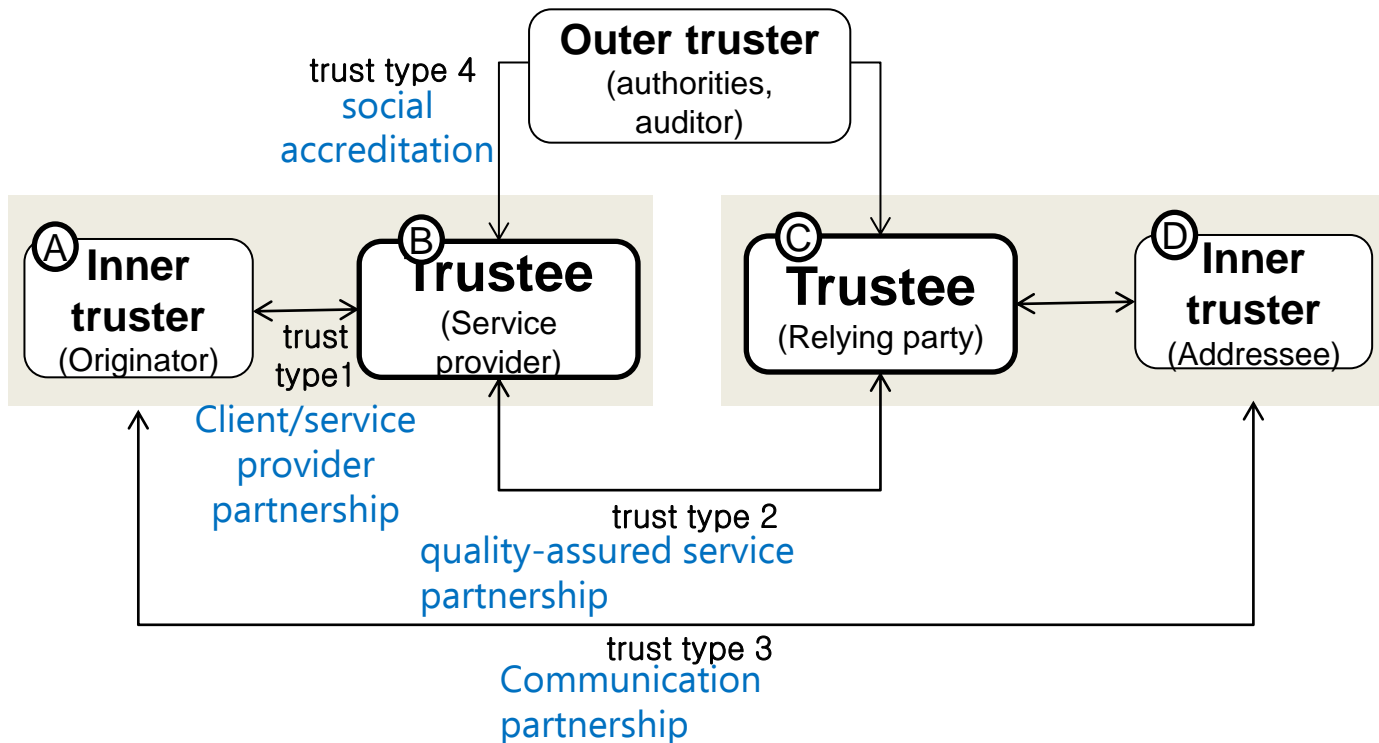 Outer truster
(authorities,
auditor)
trust type 4
social
accreditation
A
Inner
truster
(Originator)
B
Trustee
(Service
provider)
C
Trustee
(Relying party)
D
Inner
truster
(Addressee)
trust
type1
Client/service
provider
partnership
trust type 2
quality-assured service
partnership
trust type 3
Communication
partnership